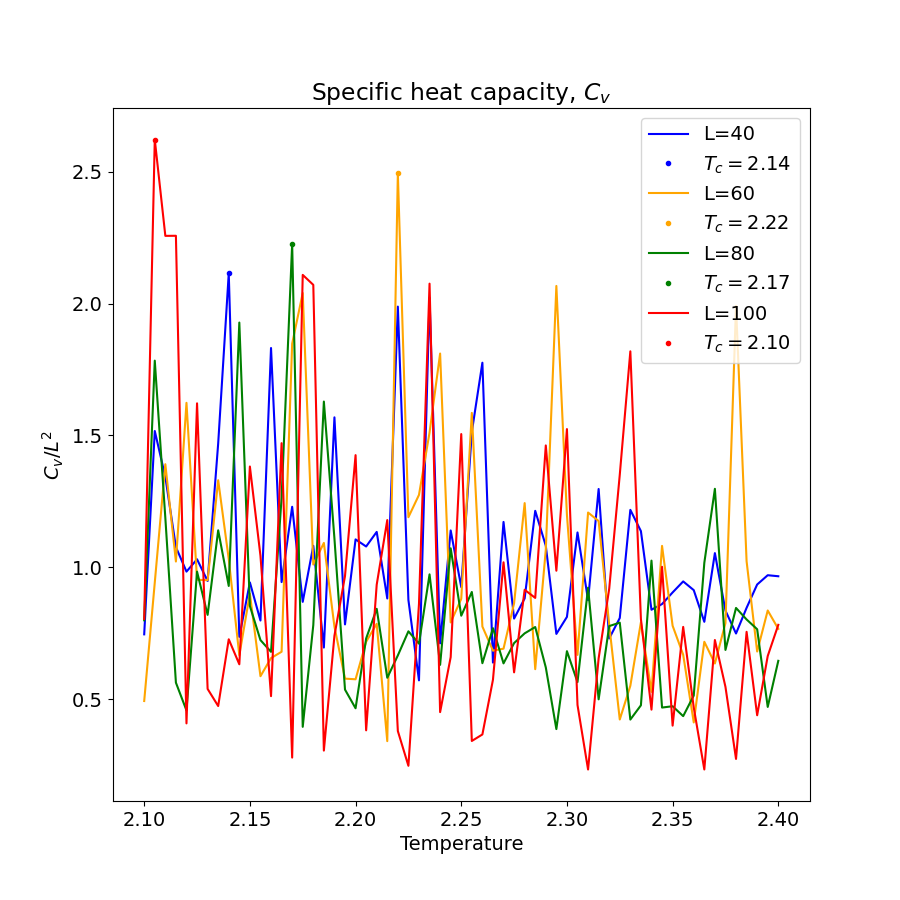 Specific heat capacity, $C_v$
L=40
$T_c = 2.14$
L=60
$T_c = 2.22$
L=80
$T_c = 2.17$
L=100
$T_c = 2.10$
2.5
2.0
1.5
1.0
0.5
$C_v/L^2$
2.10 2.15 2.20 2.25 2.30 2.35 2.40
Temperature